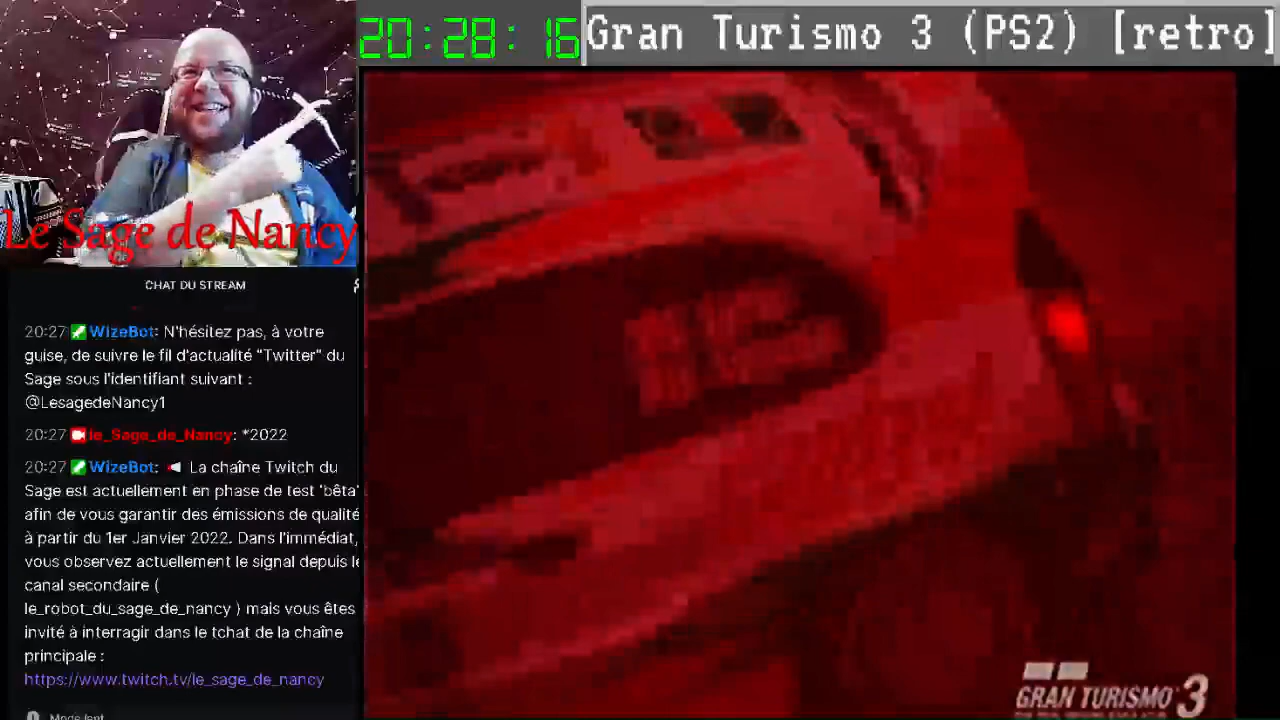 20:28:16
Gran Turismo 3 (PS2) [retro]
Le Sage de Nancy
CHAT DU STREAM
20:27 WizeBot: N'hésitez pas, à votre
guise, de suivre le fil d'actualité "Twitter" du
Sage sous l'identifiant suivant :
@LesagedeNancy1
20:27 le_Sage_de_Nancy: *2022
20:27 WizeBot: La chaîne Twitch du
Sage est actuellement en phase de test 'bêta'
afin de vous garantir des émissions de qualité
à partir du 1er Janvier 2022. Dans l'immédiat,
vous observez actuellement le signal depuis le
canal secondaire (
le_robot_du_sage_de_nancy ) mais vous êtes
invité à interragir dans le tchat de la chaîne
principale :
https://www.twitch.tv/le_sage_de_nancy
Mode lent
GRAN TURISMO 3